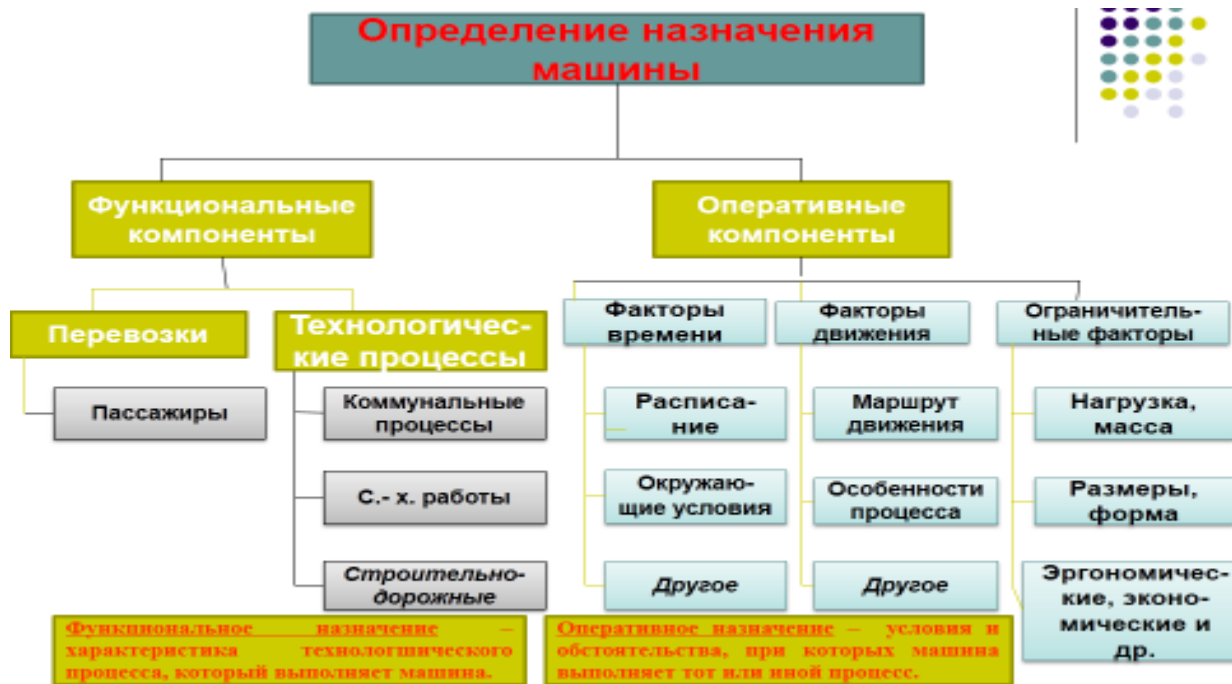 Определение назначения
машины
Функциональные
компоненты
Оперативные
компоненты
Перевозки
Технологичес-
кие процессы
Факторы
времени
Факторы
движения
Ограничитель-
ные факторы
Пассажиры
Коммунальные
процессы
Расписа-
ние
Маршрут
движения
Нагрузка,
масса
С.- х. работы
Окружаю-
щие условия
Особенности
процесса
Размеры,
форма
Строительно-
дорожные
Другое
Другое
Эргономичес-
кие, эконо-
мические и
др.
Функциональное назначение –
характеристика технологшического
процесса, который выполняет машина.
Оперативное назначение – условия и
обстоятельства, при которых машина
выполняет тот или иной процесс.